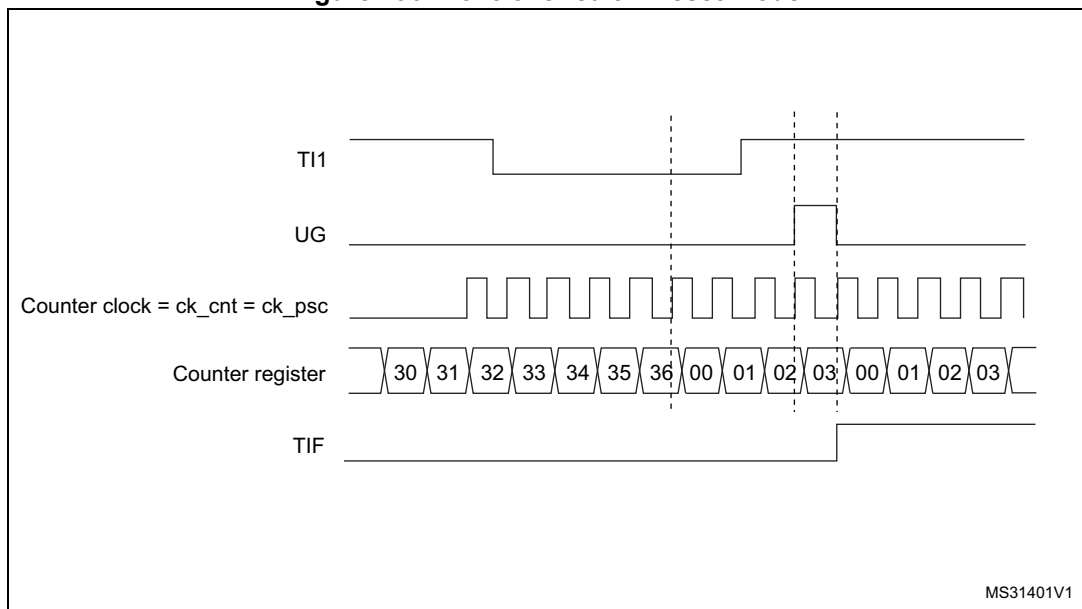 TI1
UG
Counter clock = ck_cnt = ck_psc
Counter register
30 31 32 33 34 35 36 00 01 02 03 00 01 02 03
TIF
MS31401V1